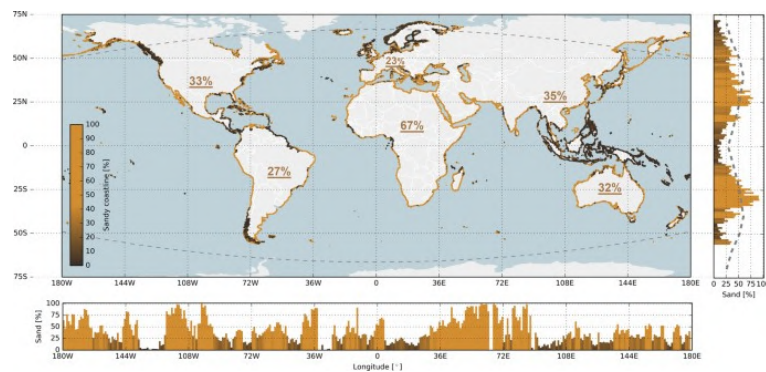 75N
50N
25N
0
25S
50S
75S
180W 144W 108W 72W 36W 0 36E 72E 108E 144E 180E
33%
23%
35%
67%
27%
32%
100
90
80
70
60
50
40
30
20
10
0
Sandy coastline [%]
0 25 50 75 100
Sand [%]
100
75
50
25
0
Sand [%]
180W 144W 108W 72W 36W 0 36E 72E 108E 144E 180E
Longitude [°]